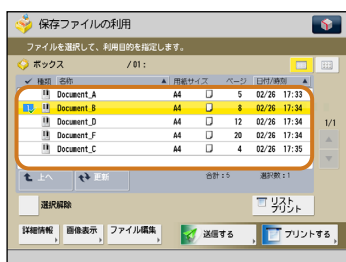 保存ファイルの利用
ファイルを選択して、利用目的を指定します。
ボックス /01:
種類 名称 ▲ 用紙サイズ ページ 日付/時刻 ▲
Document_A A4 5 02/26 17:33
1 Document_B A4 8 02/26 17:34
Document_D A4 12 02/26 17:34
Document_F A4 20 02/26 17:34
Document_C A4 4 02/26 17:35
1/1
上へ 更新 合計:5 選択数:1
選択解除 リストプリント
詳細情報 画像表示 ファイル編集 送信する プリントする